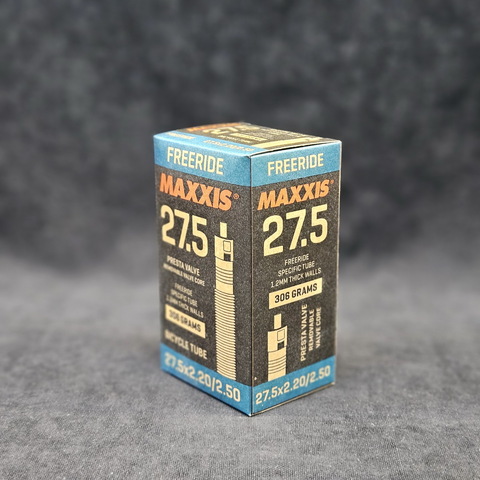 FREERIDE
MAXXIS®
27.5
PRESTA VALVE
REMOVABLE VALVE CORE
FREERIDE
SPECIFIC TUBE
1.2MM THICK WALLS
306 GRAMS
BICYCLE TUBE
27.5x2.20/2.50
FREERIDE
MAXXIS®
27.5
FREERIDE
SPECIFIC TUBE
1.2MM THICK WALLS
306 GRAMS
PRESTA VALVE
REMOVABLE
VALVE CORE
27.5x2.20/2.50